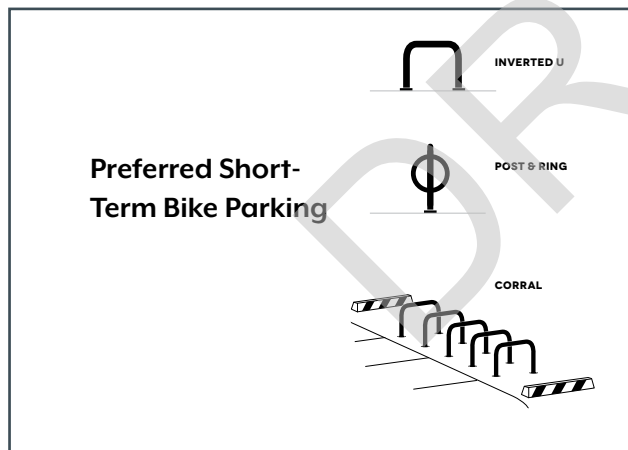 INVERTED U
POST & RING
Preferred Short-
Term Bike Parking
CORRAL
DR